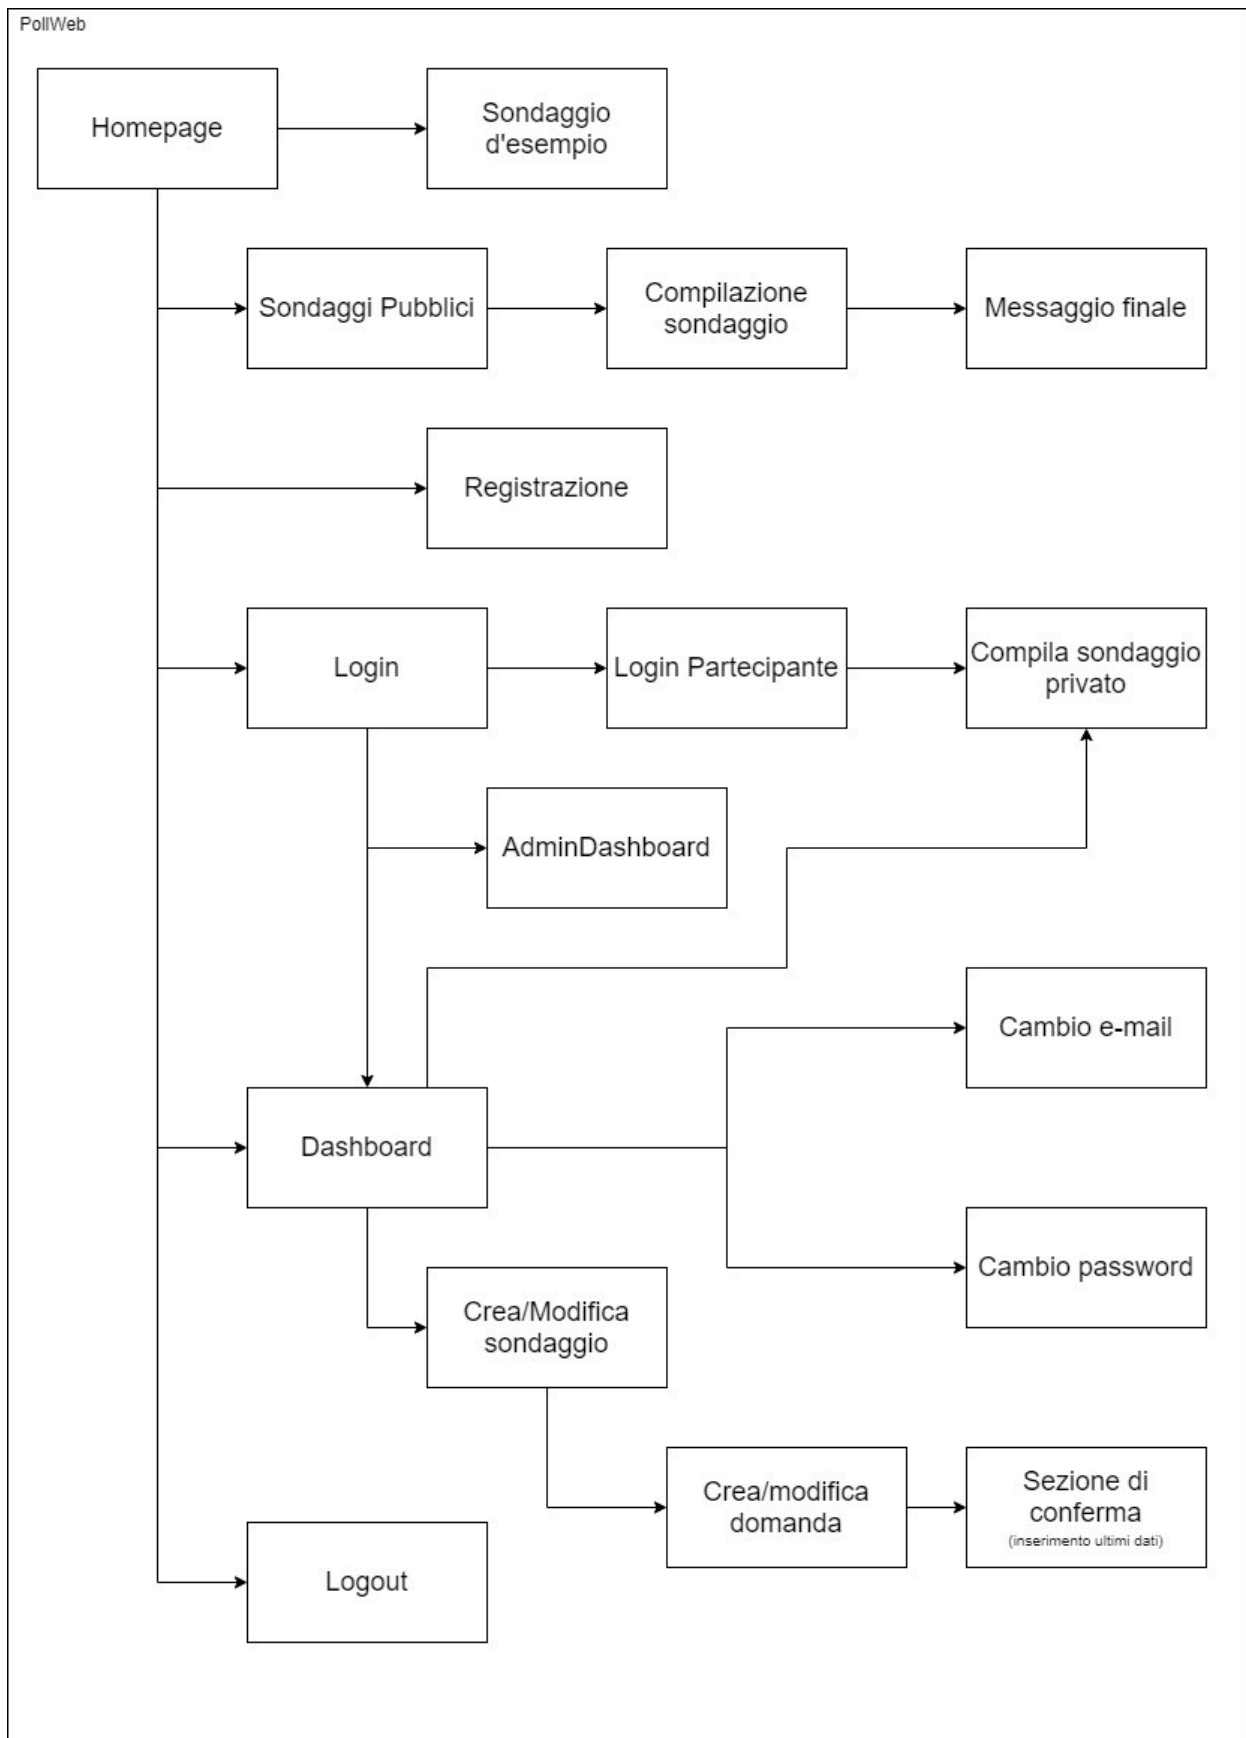 PollWeb
Homepage
Sondaggio
d'esempio
Sondaggi Pubblici
Compilazione
sondaggio
Messaggio finale
Registrazione
Login
Login Partecipante
Compila sondaggio
privato
AdminDashboard
Cambio e-mail
Dashboard
Cambio password
Crea/Modifica
sondaggio
Crea/modifica
domanda
Sezione di
conferma
(inserimento ultimi dati)
Logout